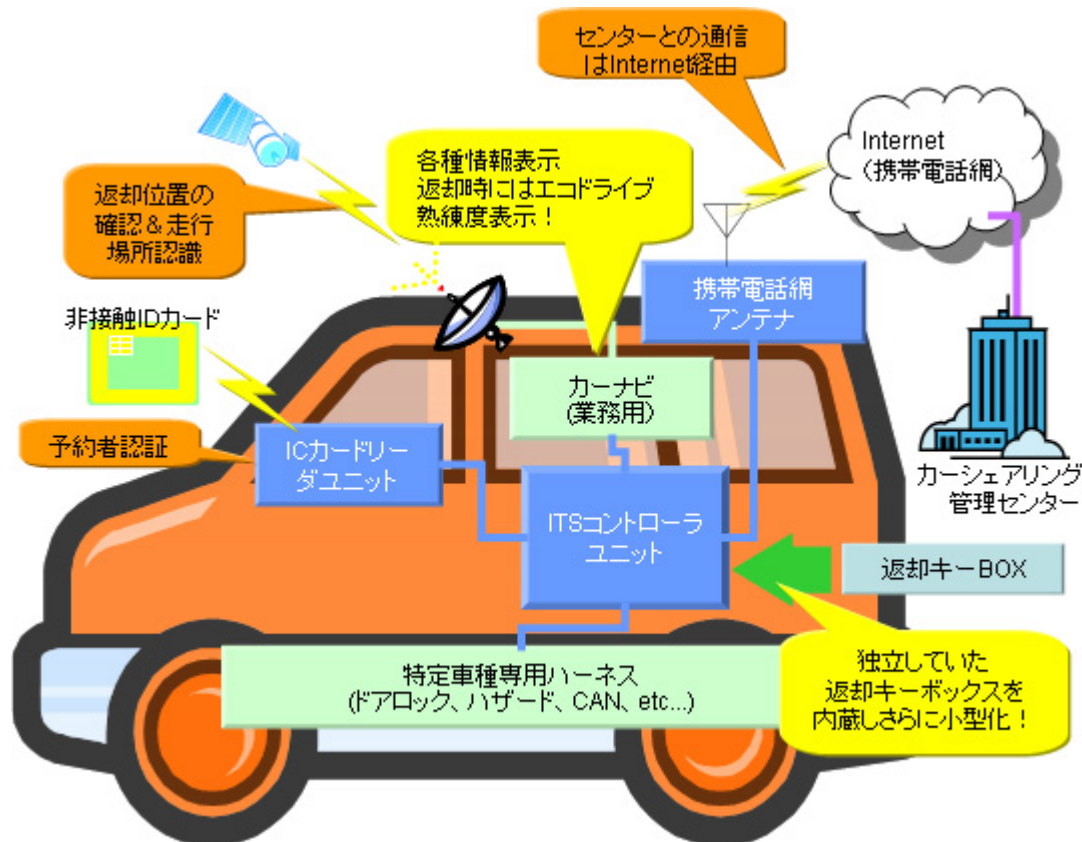 センターとの通信
はInternet経由
Internet
(携帯電話網)
各種情報表示
返却時にはエコドライブ
熟練度表示！
返却位置の
確認＆走行
場所認識
携帯電話網
アンテナ
非接触IDカード
カーナビ
(業務用)
予約者認証
ICカードリー
ダユニット
カーシェアリング
管理センター
ITSコントローラ
ユニット
返却キーBOX
特定車種専用ハーネス
(ドアロック、ハザード、CAN、etc...)
独立していた
返却キーボックスを
内蔵しさらに小型化！